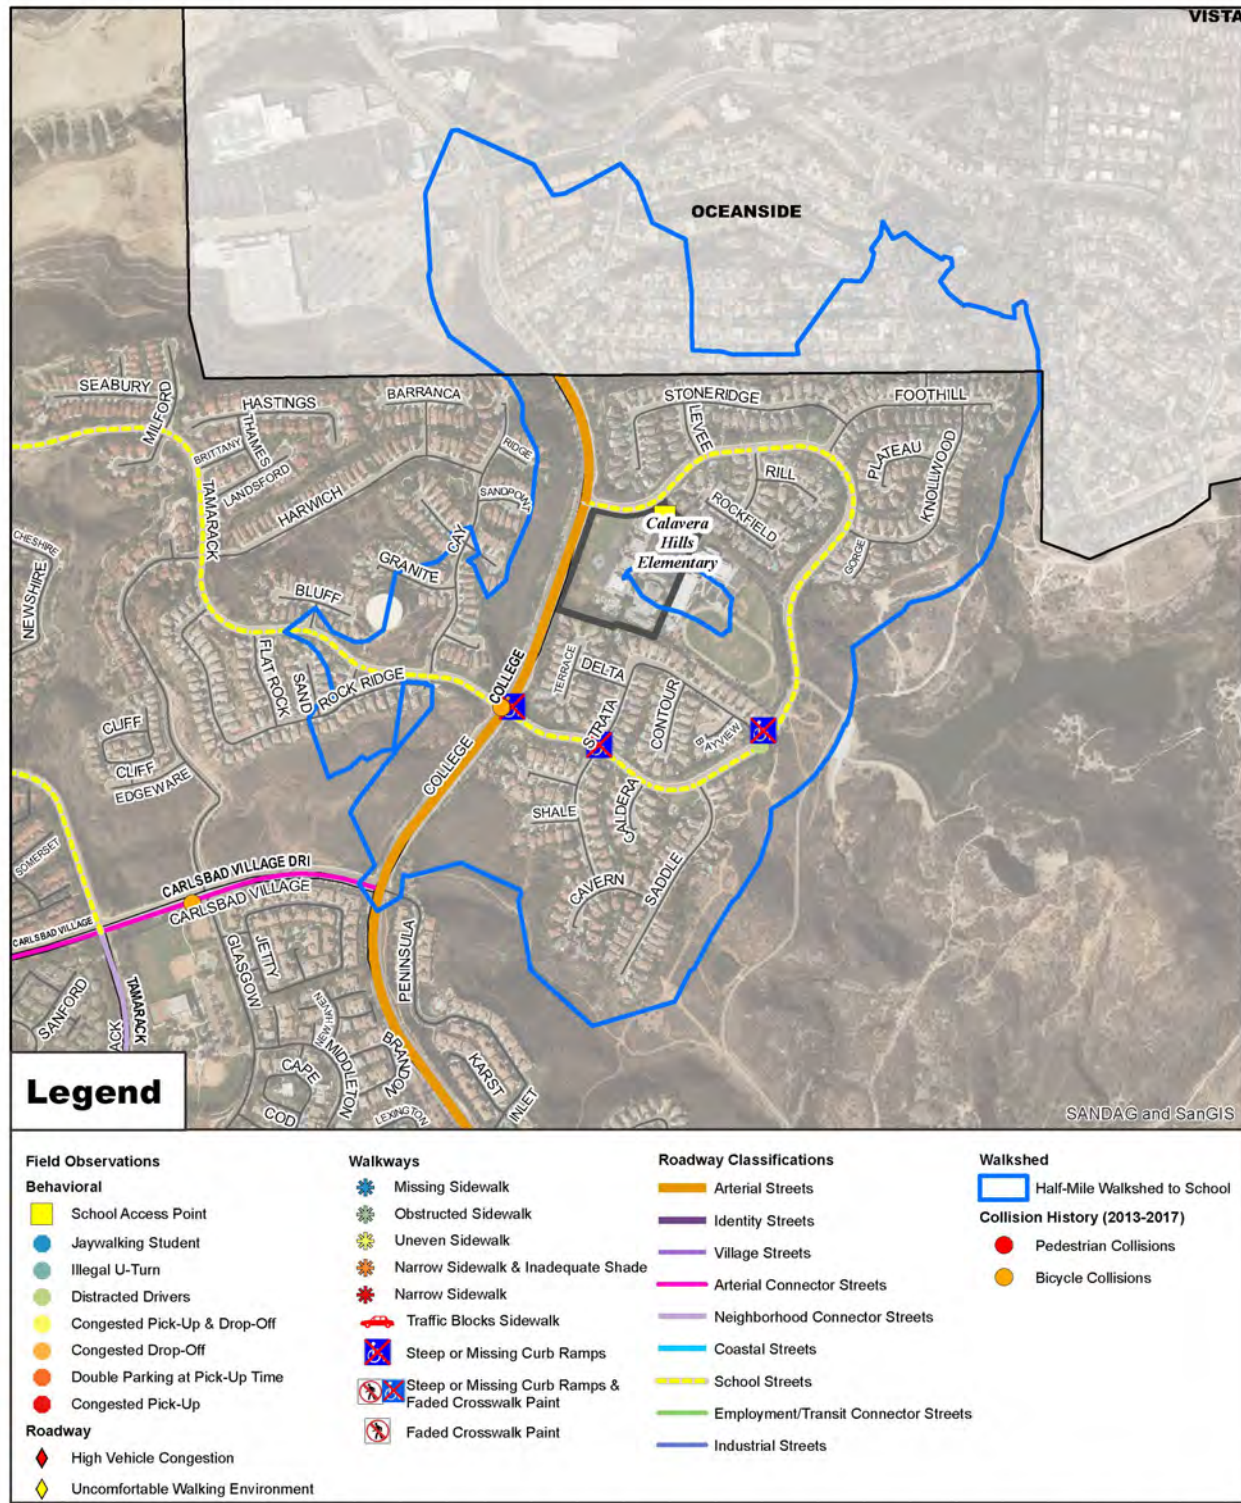 VISTA
OCEANSIDE
SEABURY
MILFORD
HASTINGS
BARRANCA
STONERIDGE
FOOTHILL
LEVEE
THAMES
BRITTANY
LANDSFORD
RIDGE
PLATEAU
KNOLLWOOD
RILL
TAMARACK
HARWICH
SANDPOINT
ROCKFIELD
Calavera
Hills
Elementary
CAY
GORGE
CHESHIRE
NEWSHIRE
GRANITE
BLUFF
FLAT ROCK
SAND
ROCK RIDGE
TERRACE
DELTA
CONTOUR
COLLEGE
STRATA
BAYVIEW
CLIFF
CLIFF
EDGEWARE
COLLEGE
SHALE
CALDERA
SOMERSET
CARLSBAD VILLAGE DRI
CARLSBAD VILLAGE
CARLSBAD VILLAGE
CAVERN
SADDLE
JETTY
GLASGOW
PENINSULA
SANFORD
TAMARACK
ACK
NEW HAVEN
MIDDLETON
BRANDON
CAPE
COD
KARST
INLET
LEXINGTON
SANDAG and SanGIS
Legend
Field Observations
Behavioral
School Access Point
Jaywalking Student
Illegal U-Turn
Distracted Drivers
Congested Pick-Up & Drop-Off
Congested Drop-Off
Double Parking at Pick-Up Time
Congested Pick-Up
Roadway
High Vehicle Congestion
Uncomfortable Walking Environment
Walkways
Missing Sidewalk
Obstructed Sidewalk
Uneven Sidewalk
Narrow Sidewalk & Inadequate Shade
Narrow Sidewalk
Traffic Blocks Sidewalk
Steep or Missing Curb Ramps
Steep or Missing Curb Ramps &
Faded Crosswalk Paint
Faded Crosswalk Paint
Roadway Classifications
Arterial Streets
Identity Streets
Village Streets
Arterial Connector Streets
Neighborhood Connector Streets
Coastal Streets
School Streets
Employment/Transit Connector Streets
Industrial Streets
Walkshed
Half-Mile Walkshed to School
Collision History (2013-2017)
Pedestrian Collisions
Bicycle Collisions